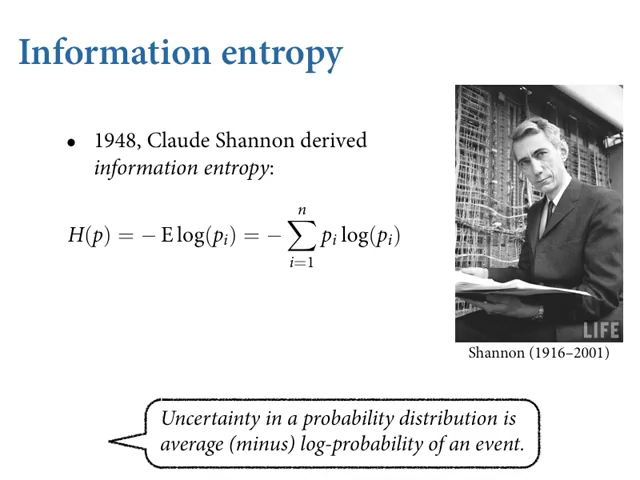 Information entropy
• 1948, Claude Shannon derived
information entropy:
H(p) = − E log(pᵢ) = − ∑ᵢ₌₁ⁿ pᵢ log(pᵢ)
LIFE
Shannon (1916–2001)
Uncertainty in a probability distribution is
average (minus) log-probability of an event.